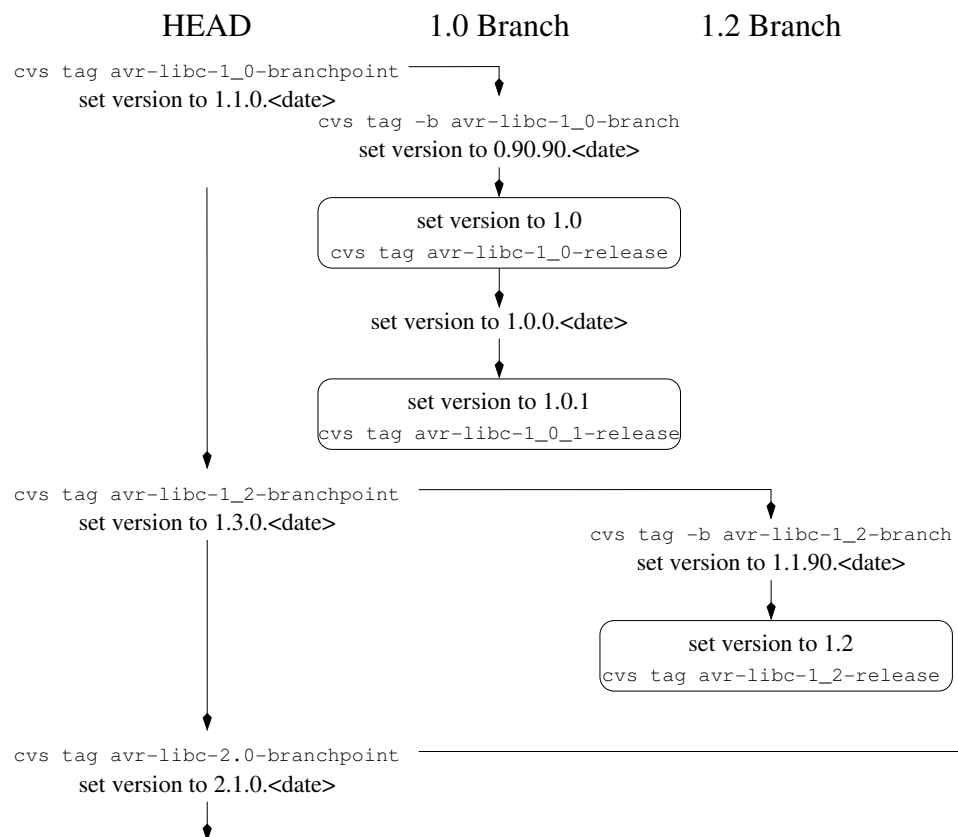 HEAD 1.0 Branch 1.2 Branch
cvs tag avr-libc-1_0-branchpoint
set version to 1.1.0.<date>
cvs tag -b avr-libc-1_0-branch
set version to 0.90.90.<date>
set version to 1.0
cvs tag avr-libc-1_0-release
set version to 1.0.0.<date>
set version to 1.0.1
cvs tag avr-libc-1_0_1-release
cvs tag avr-libc-1_2-branchpoint
set version to 1.3.0.<date>
cvs tag -b avr-libc-1_2-branch
set version to 1.1.90.<date>
set version to 1.2
cvs tag avr-libc-1_2-release
cvs tag avr-libc-2.0-branchpoint
set version to 2.1.0.<date>